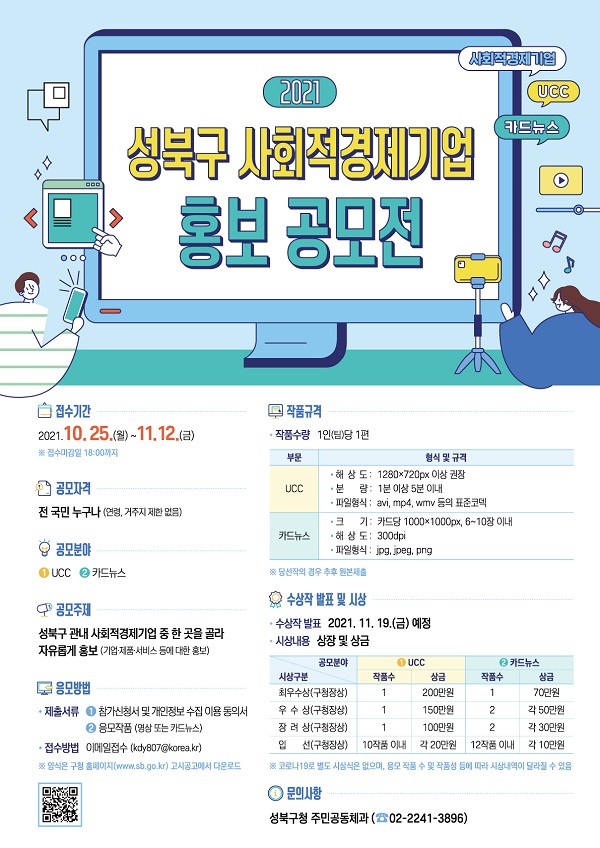 사회적경제기업
UCC
카드뉴스
2021
성북구 사회적경제기업
홍보 공모전
접수기간
2021. 10. 25.(월) ~ 11. 12.(금)
※ 접수마감일 18:00까지
공모자격
전 국민 누구나 (연령, 거주지 제한 없음)
공모분야
1 UCC 2 카드뉴스
공모주제
성북구 관내 사회적경제기업 중 한 곳을 골라
자유롭게 홍보 (기업·제품·서비스 등에 대한 홍보)
응모방법
• 제출서류 1 참가신청서 및 개인정보 수집 이용 동의서
2 응모작품 (영상 또는 카드뉴스)
• 접수방법 이메일접수 (kdy807@korea.kr)
※ 양식은 구청 홈페이지(www.sb.go.kr) 고시공고에서 다운로드
작품규격
• 작품수량 1인(팀)당 1편
부문 형식 및 규격
UCC
• 해 상 도 : 1280×720px 이상 권장
• 분 량 : 1분 이상 5분 이내
• 파일형식 : avi, mp4, wmv 등의 표준코덱
카드뉴스
• 크 기 : 카드당 1000×1000px, 6~10장 이내
• 해 상 도 : 300dpi
• 파일형식 : jpg, jpeg, png
※ 당선작의 경우 추후 원본제출
수상작 발표 및 시상
• 수상작 발표 2021. 11. 19.(금) 예정
• 시상내용 상장 및 상금
공모분야 1 UCC 2 카드뉴스
시상구분 작품수 상금 작품수 상금
최우수상(구청장상) 1 200만원 1 70만원
우 수 상(구청장상) 1 150만원 2 각 50만원
장 려 상(구청장상) 1 100만원 2 각 30만원
입 선(구청장상) 10작품 이내 각 20만원 12작품 이내 각 10만원
※ 코로나19로 별도 시상식은 없으며, 응모 작품 수 및 작품성 등에 따라 시상내역이 달라질 수 있음
문의사항
성북구청 주민공동체과 (☎02-2241-3896)